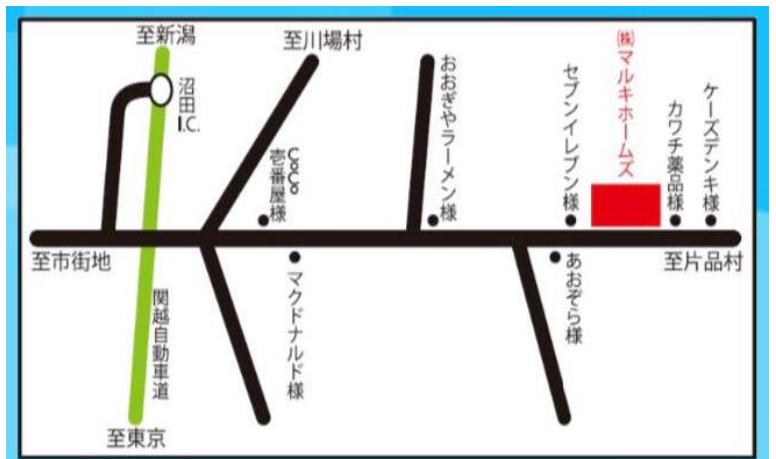 至新潟
沼田
I.C.
至川場村
CoCo
壱番屋様
おおぎやラーメン様
セブンイレブン様
㈱マルキホームズ
カワチ薬品様
ケーズデンキ様
至市街地
関越自動車道
マクドナルド様
あおぞら様
至片品村
至東京